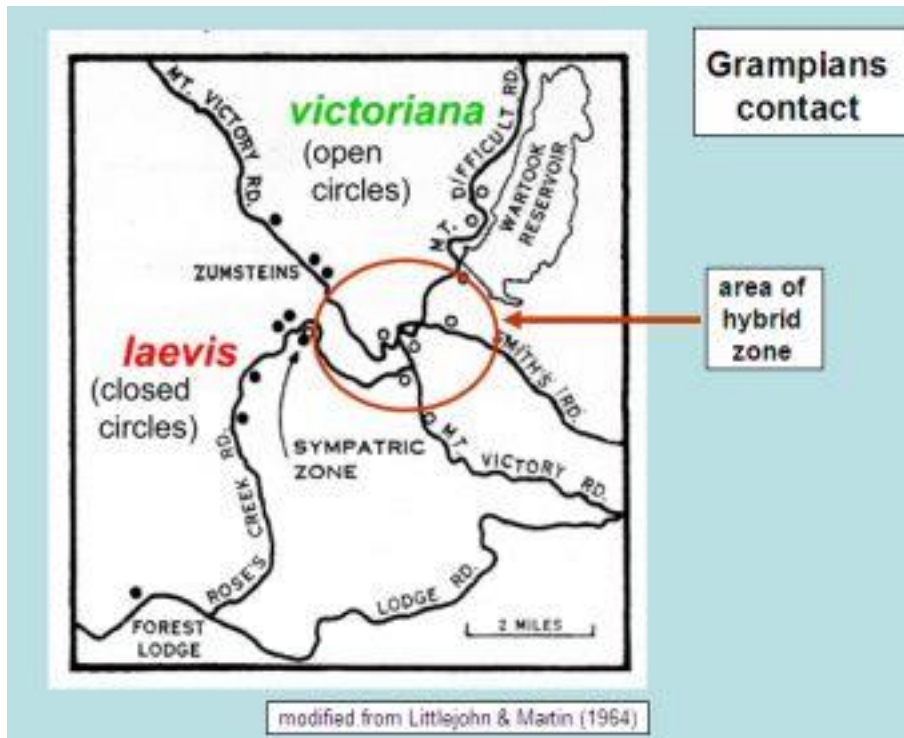 Grampians
contact
MT. VICTORY RD.
victoriana
(open
circles)
MT. DIFFICULT RD.
WARTOOK
RESERVOIR
ZUMSTEINS
area of
hybrid
zone
laevis
(closed
circles)
SMITH'S RD.
SYMPATRIC
ZONE
MT. VICTORY RD.
ROSE'S CREEK RD.
LODGE RD.
FOREST
LODGE
2 MILES
modified from Littlejohn & Martin (1964)